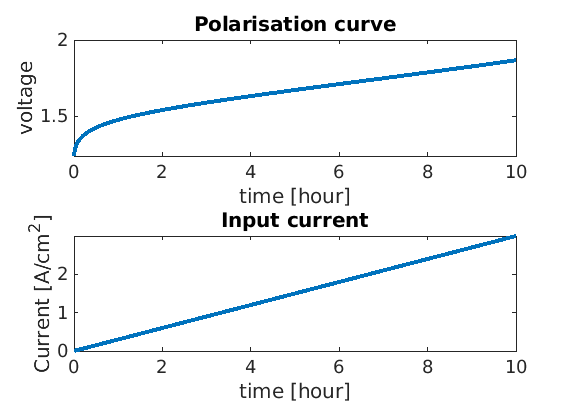 Polarisation curve
2
1.5
voltage
0 2 4 6 8 10
time [hour]
Input current
2
1
0
Current [A/cm²]
0 2 4 6 8 10
time [hour]